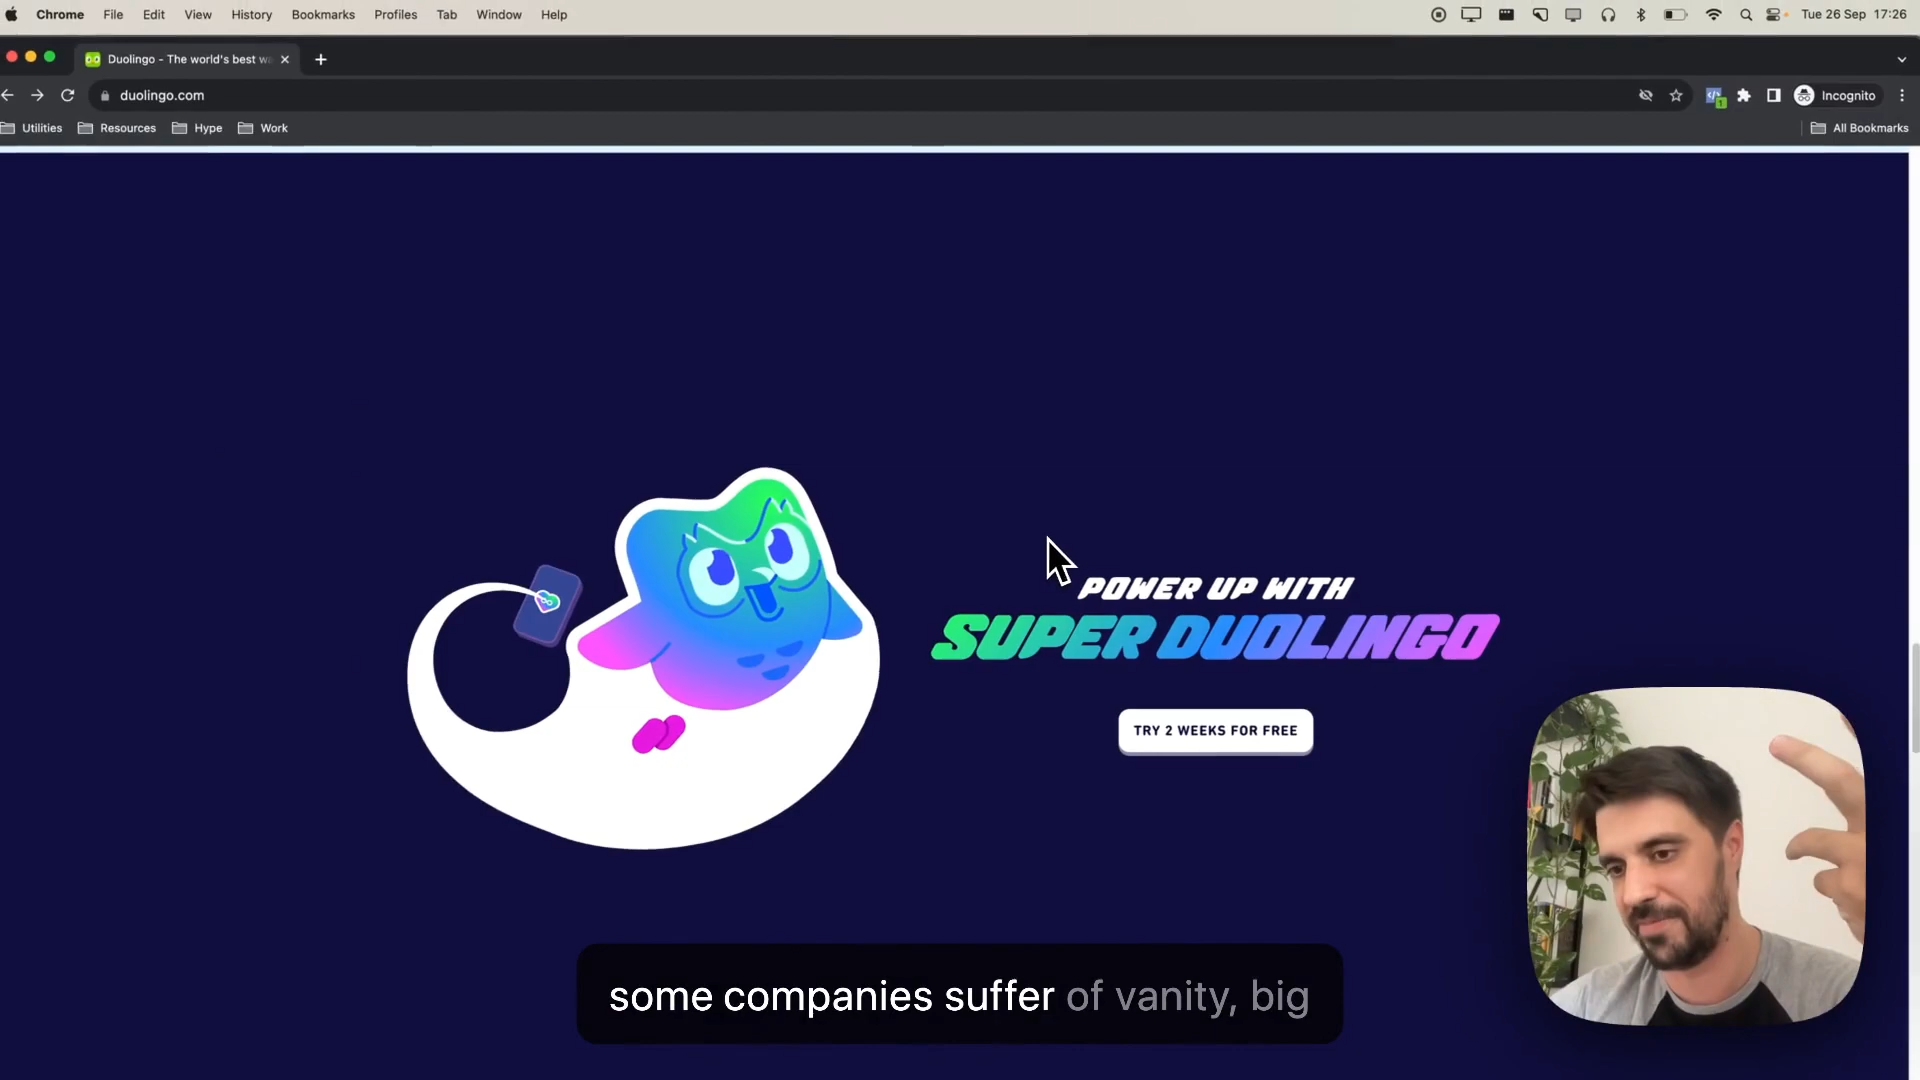 Chrome File Edit View History Bookmarks Profiles Tab Window Help Tue 26 Sep 17:26
Duolingo - The world's best wa
duolingo.com Incognito
Utilities Resources Hype Work All Bookmarks
POWER UP WITH
SUPER DUOLINGO
TRY 2 WEEKS FOR FREE
some companies suffer of vanity, big